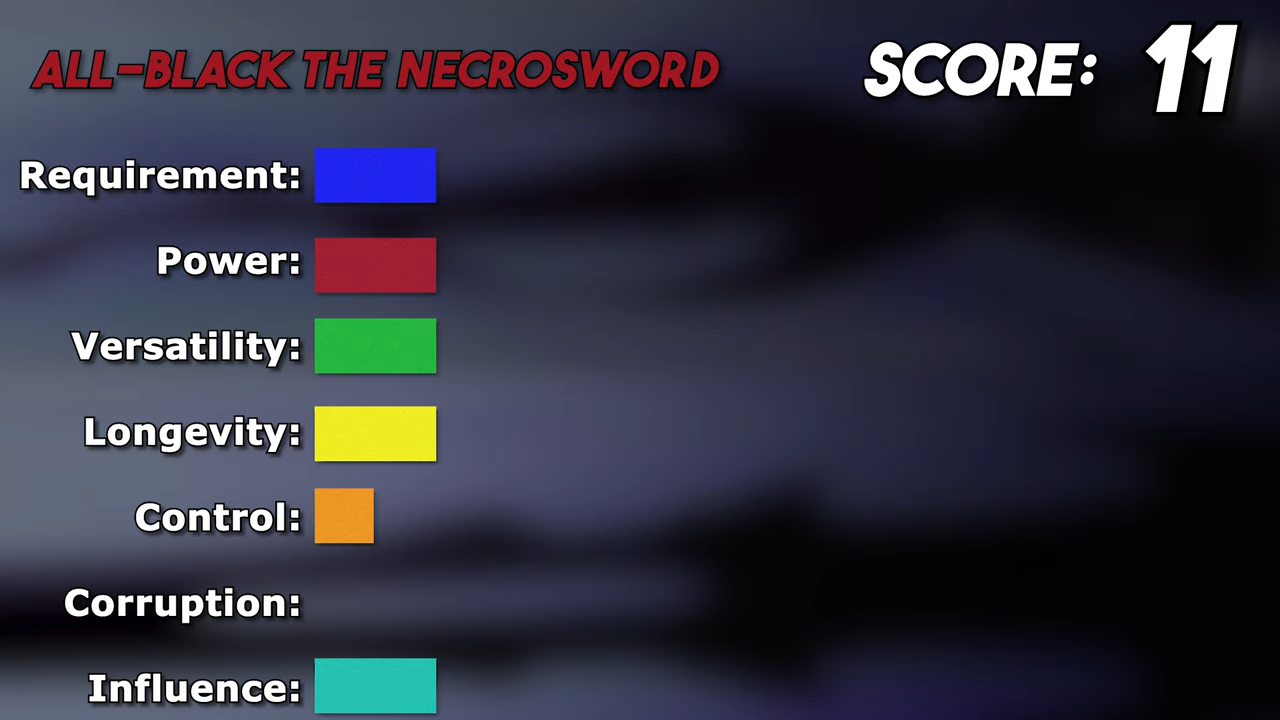 ALL-BLACK THE NECROSWORD
SCORE: 11
Requirement:
Power:
Versatility:
Longevity:
Control:
Corruption:
Influence: